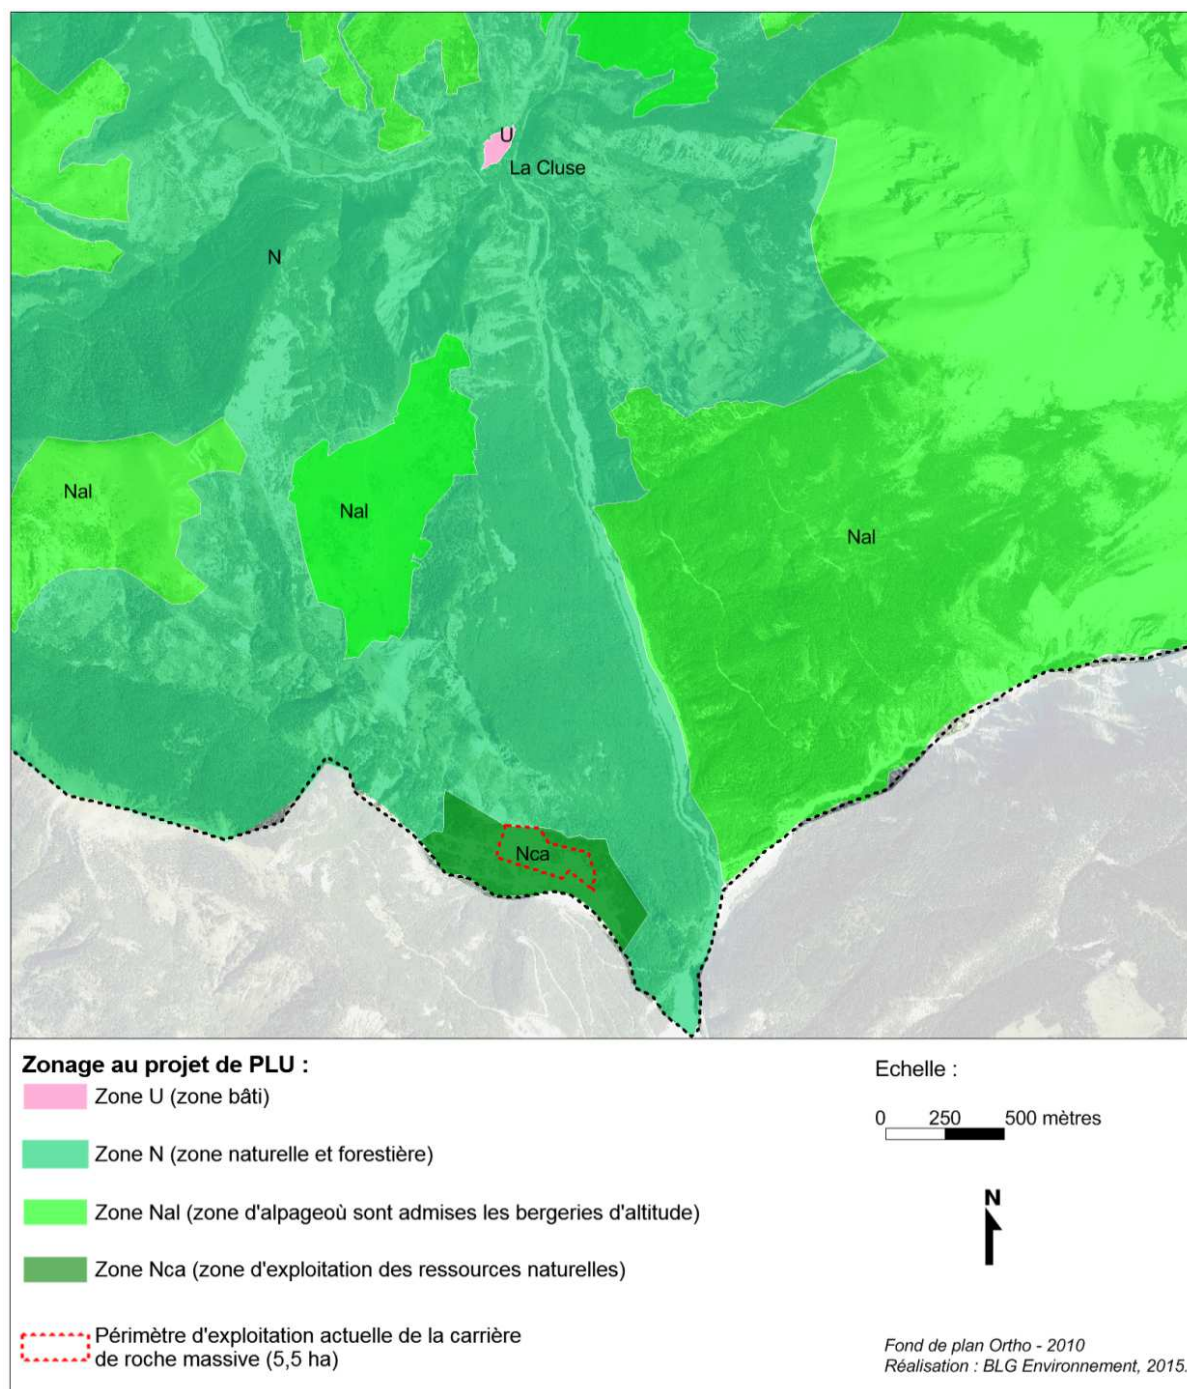 U
La Cluse
N
Nal
Nal
Nal
Nca
Zonage au projet de PLU :
Zone U (zone bâti)
Zone N (zone naturelle et forestière)
Zone Nal (zone d'alpageoù sont admises les bergeries d'altitude)
Zone Nca (zone d'exploitation des ressources naturelles)
Périmètre d'exploitation actuelle de la carrière
de roche massive (5,5 ha)
Echelle :
0 250 500 mètres
N
Fond de plan Ortho - 2010
Réalisation : BLG Environnement, 2015.